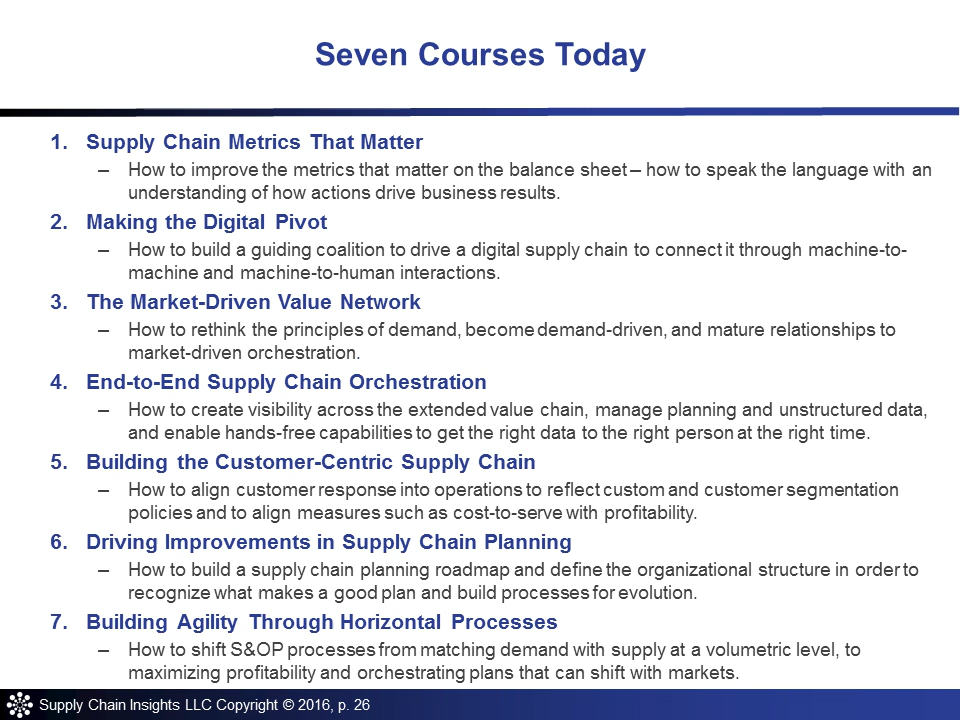 Seven Courses Today
1. Supply Chain Metrics That Matter
– How to improve the metrics that matter on the balance sheet – how to speak the language with an
understanding of how actions drive business results.
2. Making the Digital Pivot
– How to build a guiding coalition to drive a digital supply chain to connect it through machine-to-
machine and machine-to-human interactions.
3. The Market-Driven Value Network
– How to rethink the principles of demand, become demand-driven, and mature relationships to
market-driven orchestration.
4. End-to-End Supply Chain Orchestration
– How to create visibility across the extended value chain, manage planning and unstructured data,
and enable hands-free capabilities to get the right data to the right person at the right time.
5. Building the Customer-Centric Supply Chain
– How to align customer response into operations to reflect custom and customer segmentation
policies and to align measures such as cost-to-serve with profitability.
6. Driving Improvements in Supply Chain Planning
– How to build a supply chain planning roadmap and define the organizational structure in order to
recognize what makes a good plan and build processes for evolution.
7. Building Agility Through Horizontal Processes
– How to shift S&OP processes from matching demand with supply at a volumetric level, to
maximizing profitability and orchestrating plans that can shift with markets.
Supply Chain Insights LLC Copyright © 2016, p. 26